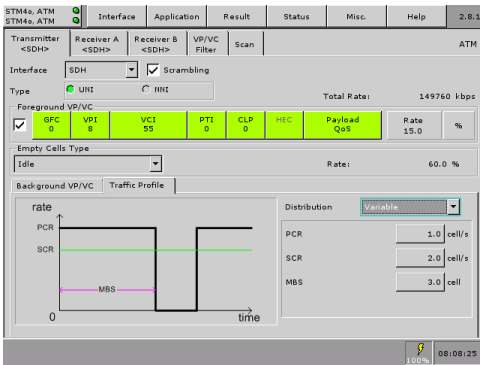 STM4o, ATM
STM4o, ATM
Interface Application Result Status Misc. Help 2.8.1
Transmitter <SDH>
Receiver A <SDH>
Receiver B <SDH>
VP/VC Filter
Scan
ATM
Interface SDH Scrambling
Type UNI NNI
Total Rate: 149760 kbps
Foreground VP/VC
GFC 0
VPI 8
VCI 55
PTI 0
CLP 0
HEC
Payload QoS
Rate 15.0
%
Empty Cells Type
Idle
Rate: 60.0 %
Background VP/VC Traffic Profile
rate
PCR
SCR
MBS
0
time
Distribution Variable
PCR 1.0 cell/s
SCR 2.0 cell/s
MBS 3.0 cell
100%
08:08:25